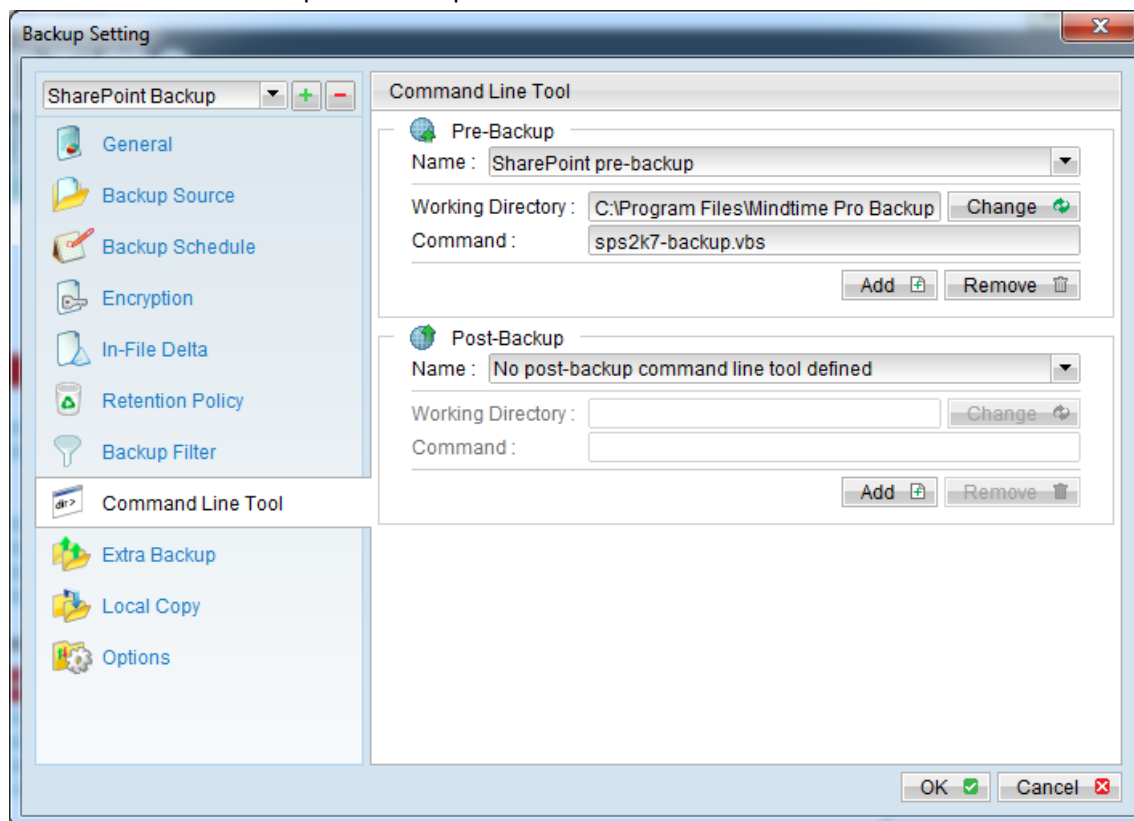 Backup Setting
SharePoint Backup
General
Backup Source
Backup Schedule
Encryption
In-File Delta
Retention Policy
Backup Filter
dir>
Command Line Tool
Extra Backup
Local Copy
Options
Command Line Tool
Pre-Backup
Name : SharePoint pre-backup
Working Directory : C:\Program Files\Mindtime Pro Backup Change
Command : sps2k7-backup.vbs
Add Remove
Post-Backup
Name : No post-backup command line tool defined
Working Directory : Change
Command :
Add Remove
OK Cancel